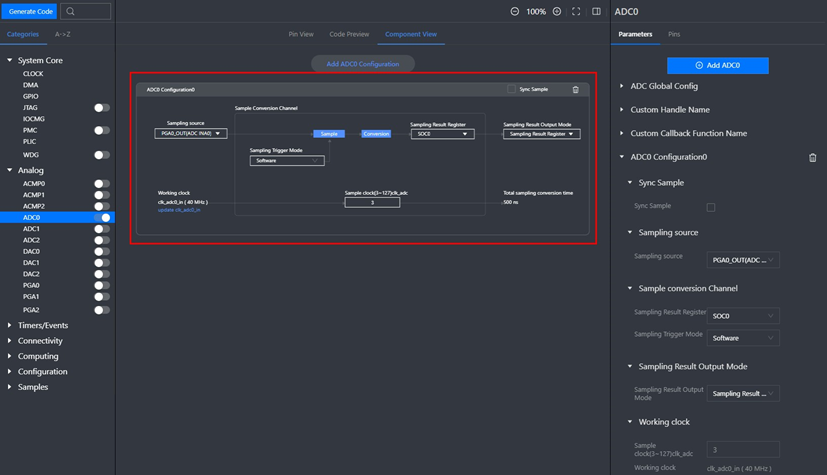 Generate Code
100%
ADC0
Categories
A->Z
Pin View
Code Preview
Component View
Parameters
Pins
System Core
CLOCK
DMA
GPIO
JTAG
IOCMG
PMC
PLIC
WDG
Analog
ACMP0
ACMP1
ACMP2
ADC0
ADC1
ADC2
DAC0
DAC1
DAC2
PGA0
PGA1
PGA2
Timers/Events
Connectivity
Computing
Configuration
Samples
Add ADC0 Configuration
ADC0 Configuration0
Sync Sample
Sample Conversion Channel
Sampling source
PGA0_OUT(ADC INA0)
Sample
Conversion
Sampling Result Register
SOC0
Sampling Result Output Mode
Sampling Result Register
Sampling Trigger Mode
Software
Working clock
clk_adc0_in ( 40 MHz )
update clk_adc0_in
Sample clock(3~127)clk_adc
3
Total sampling conversion time
500 ns
Add ADC0
ADC Global Config
Custom Handle Name
Custom Callback Function Name
ADC0 Configuration0
Sync Sample
Sync Sample
Sampling source
Sampling source
PGA0_OUT(ADC ...
Sample conversion Channel
Sampling Result Register
SOC0
Sampling Trigger Mode
Software
Sampling Result Output Mode
Sampling Result Output
Mode
Sampling Result ...
Working clock
Sample
clock(3~127)clk_adc
3
Working clock
clk_adc0_in ( 40 MHz )